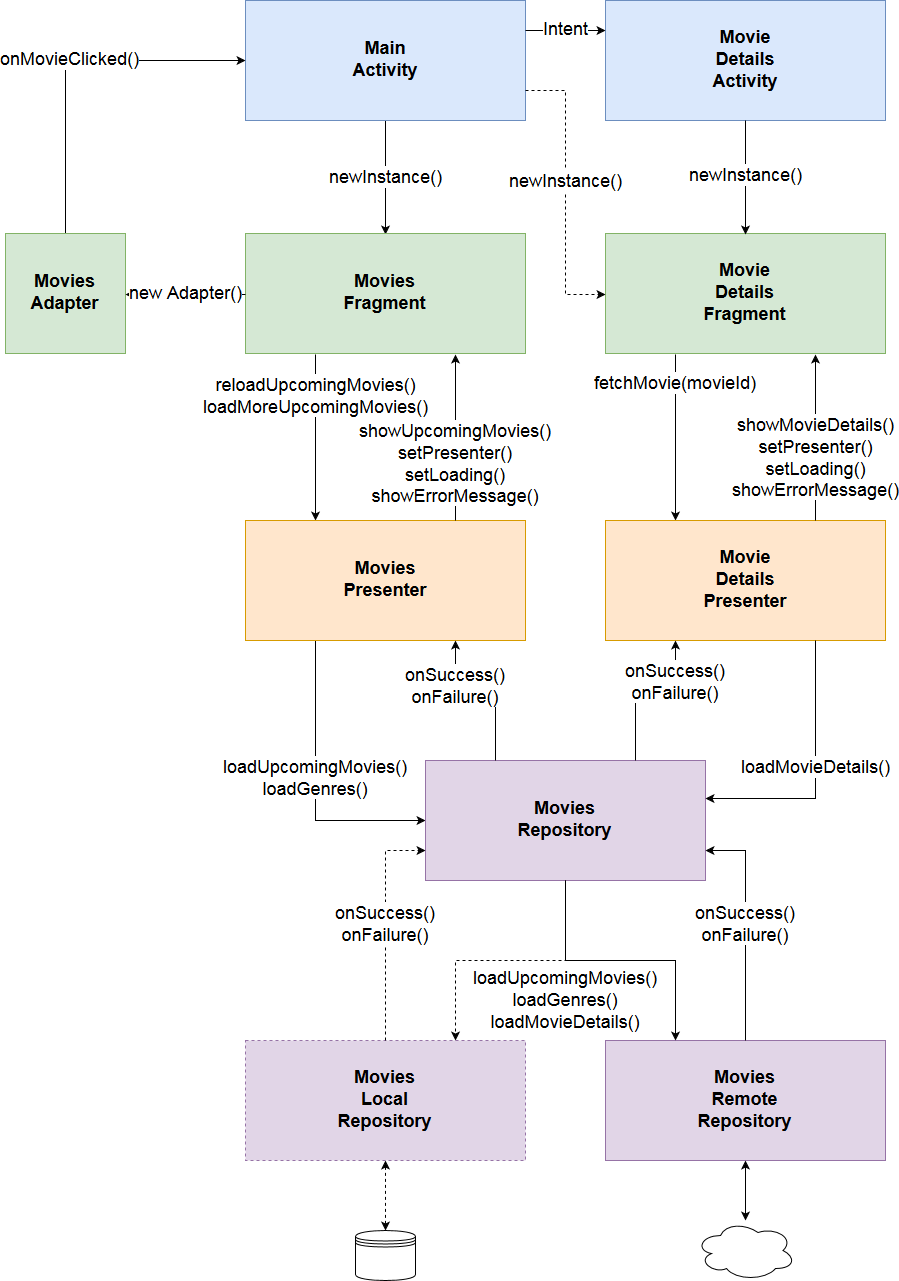 Main
Activity
Intent
Movie
Details
Activity
onMovieClicked()
newInstance()
newInstance()
newInstance()
Movies
Adapter
new Adapter()
Movies
Fragment
Movie
Details
Fragment
reloadUpcomingMovies()
loadMoreUpcomingMovies()
showUpcomingMovies()
setPresenter()
setLoading()
showErrorMessage()
fetchMovie(movieId)
showMovieDetails()
setPresenter()
setLoading()
showErrorMessage()
Movies
Presenter
Movie
Details
Presenter
onSuccess()
onFailure()
onSuccess()
onFailure()
loadUpcomingMovies()
loadGenres()
loadMovieDetails()
Movies
Repository
onSuccess()
onFailure()
onSuccess()
onFailure()
loadUpcomingMovies()
loadGenres()
loadMovieDetails()
Movies
Local
Repository
Movies
Remote
Repository